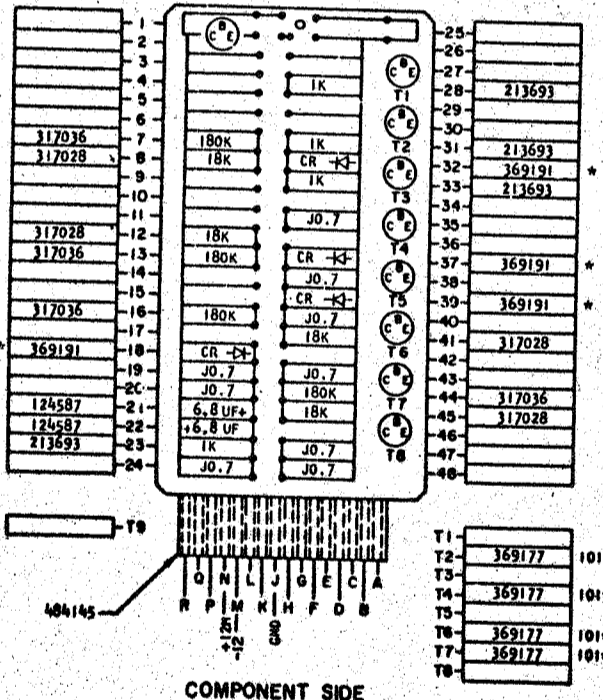 1
2
3
4
5
6
317036 7
317028 8
9
10
11
317028 12
317036 13
14
15
317036 16
17
* 369191 18
19
20
124587 21
124587 22
213693 23
24
T9
C B E
180K
18K
18K
180K
180K
CR
J0.7
J0.7
6.8 UF+
+6.8 UF
1K
J0.7
1K
1K
CR
1K
J0.7
CR
J0.7
CR
J0.7
18K
J0.7
180K
18K
J0.7
J0.7
C B E
T1
C B E
T2
C B E
T3
C B E
T4
C B E
T5
C B E
T6
C B E
T7
C B E
T8
25
26
27
28 213693
29
30
31 213693
32 369191 *
33 213693
34
35
36
37 369191 *
38
39 369191 *
40
41 317028
42
43
44 317036
45 317028
46
47
48
T1
T2 369177 101
T3
T4 369177 101
T5
T6 369177 101
T7 369177 101
T8
484145
R Q P N M L K J H G F E D C B A
+12M
-12
GND
COMPONENT SIDE